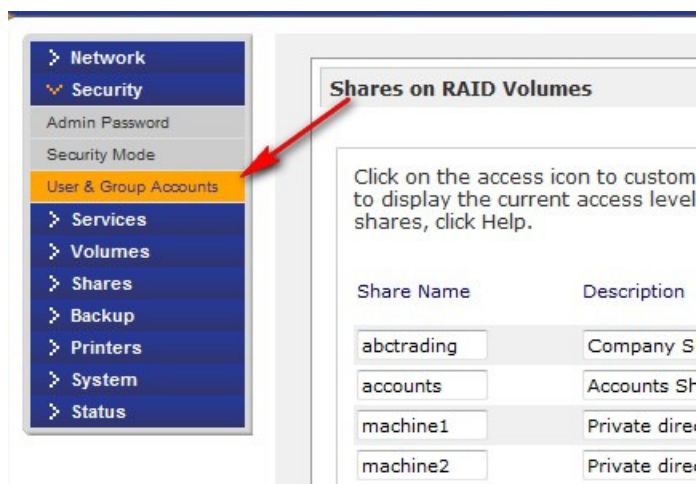 Network
Security
Admin Password
Security Mode
User & Group Accounts
Services
Volumes
Shares
Backup
Printers
System
Status
Shares on RAID Volumes
Click on the access icon to custom
to display the current access level
shares, click Help.
Share Name Description
abctrading Company S
accounts Accounts Sh
machine1 Private dire
machine2 Private dire